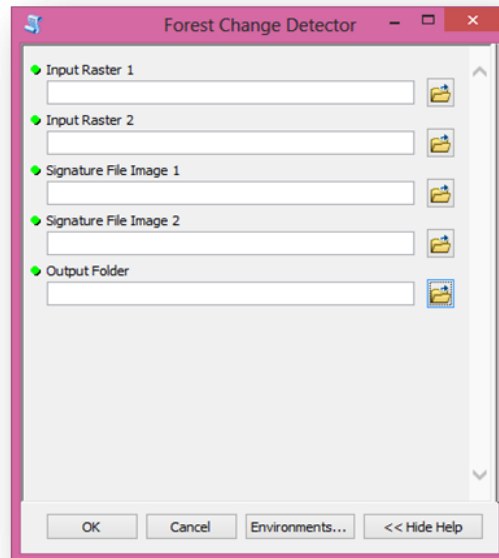 Forest Change Detector
Input Raster 1
Input Raster 2
Signature File Image 1
Signature File Image 2
Output Folder
OK Cancel Environments... << Hide Help